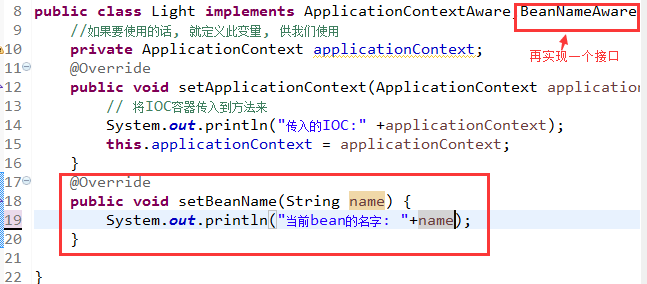 8 public class Light implements ApplicationContextAware,BeanNameAware
9 //如果要使用的话, 就定义此变量, 供我们使用
10 private ApplicationContext applicationContext;
11 @Override
12 public void setApplicationContext(ApplicationContext application
再实现一个接口
13 // 将IOC容器传入到方法来
14 System.out.println("传入的IOC:" +applicationContext);
15 this.applicationContext = applicationContext;
16 }
17 @Override
18 public void setBeanName(String name) {
19 System.out.println("当前bean的名字: "+name);
20 }
21
22 }